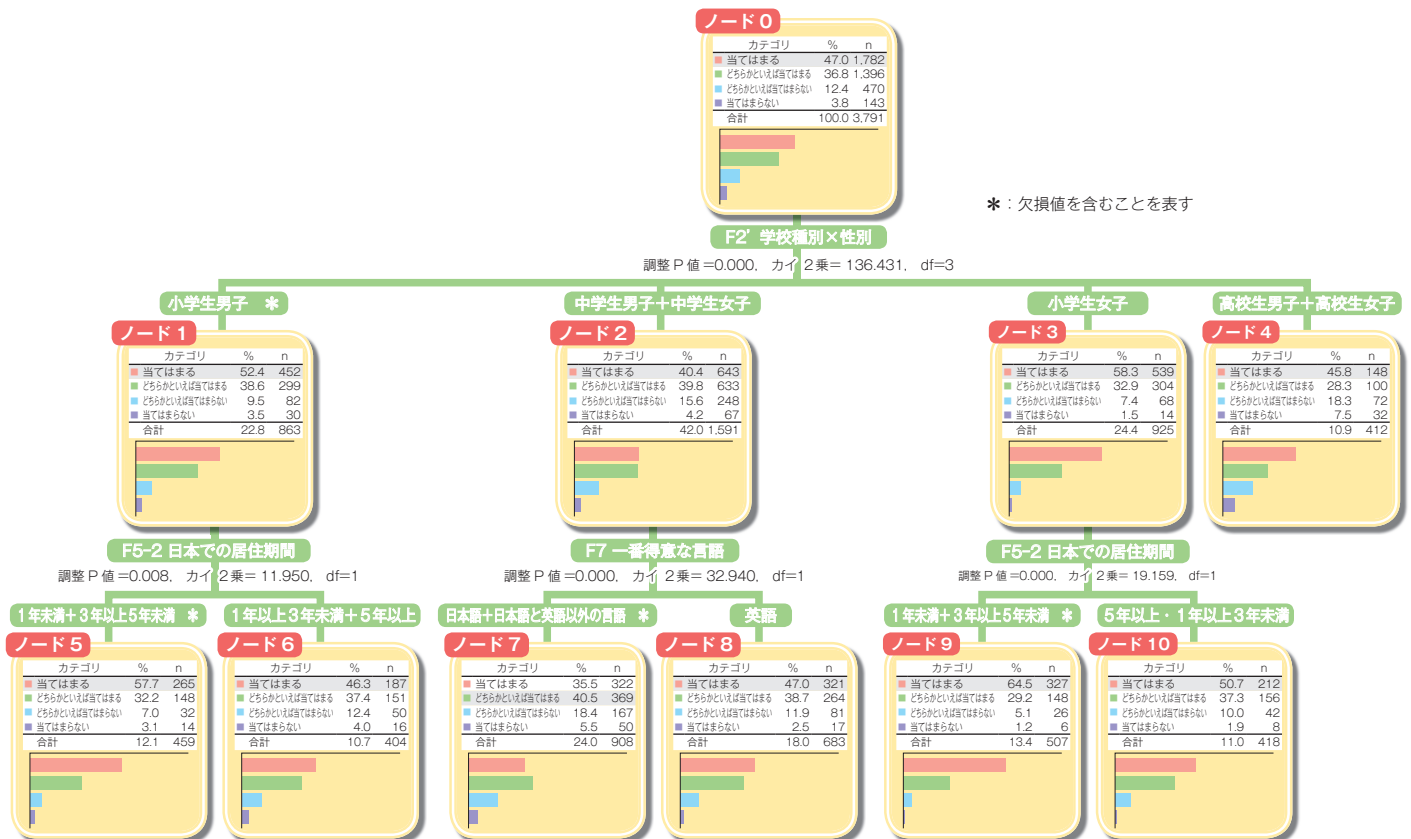 ノード 0
カテゴリ % n
当てはまる 47.0 1,782
どちらかといえば当てはまる 36.8 1,396
どちらかといえば当てはまらない 12.4 470
当てはまらない 3.8 143
合計 100.0 3,791
＊：欠損値を含むことを表す
F2’ 学校種別×性別
調整 P 値 =0.000, カイ 2乗= 136.431, df=3
小学生男子 ＊
中学生男子＋中学生女子
小学生女子
高校生男子＋高校生女子
ノード 1
カテゴリ % n
当てはまる 52.4 452
どちらかといえば当てはまる 38.6 299
どちらかといえば当てはまらない 9.5 82
当てはまらない 3.5 30
合計 22.8 863
ノード 2
カテゴリ % n
当てはまる 40.4 643
どちらかといえば当てはまる 39.8 633
どちらかといえば当てはまらない 15.6 248
当てはまらない 4.2 67
合計 42.0 1,591
ノード 3
カテゴリ % n
当てはまる 58.3 539
どちらかといえば当てはまる 32.9 304
どちらかといえば当てはまらない 7.4 68
当てはまらない 1.5 14
合計 24.4 925
ノード 4
カテゴリ % n
当てはまる 45.8 148
どちらかといえば当てはまる 28.3 100
どちらかといえば当てはまらない 18.3 72
当てはまらない 7.5 32
合計 10.9 412
F5-2 日本での居住期間
調整 P 値 =0.008, カイ 2乗= 11.950, df=1
F7 一番得意な言語
調整 P 値 =0.000, カイ 2乗= 32.940, df=1
F5-2 日本での居住期間
調整 P 値 =0.000, カイ 2乗= 19.159, df=1
1年未満＋3年以上5年未満 ＊
1年以上3年未満＋5年以上
日本語＋日本語と英語以外の言語 ＊
英語
1年未満＋3年以上5年未満 ＊
5年以上・1年以上3年未満
ノード 5
カテゴリ % n
当てはまる 57.7 265
どちらかといえば当てはまる 32.2 148
どちらかといえば当てはまらない 7.0 32
当てはまらない 3.1 14
合計 12.1 459
ノード 6
カテゴリ % n
当てはまる 46.3 187
どちらかといえば当てはまる 37.4 151
どちらかといえば当てはまらない 12.4 50
当てはまらない 4.0 16
合計 10.7 404
ノード 7
カテゴリ % n
当てはまる 35.5 322
どちらかといえば当てはまる 40.5 369
どちらかといえば当てはまらない 18.4 167
当てはまらない 5.5 50
合計 24.0 908
ノード 8
カテゴリ % n
当てはまる 47.0 321
どちらかといえば当てはまる 38.7 264
どちらかといえば当てはまらない 11.9 81
当てはまらない 2.5 17
合計 18.0 683
ノード 9
カテゴリ % n
当てはまる 64.5 327
どちらかといえば当てはまる 29.2 148
どちらかといえば当てはまらない 5.1 26
当てはまらない 1.2 6
合計 13.4 507
ノード 10
カテゴリ % n
当てはまる 50.7 212
どちらかといえば当てはまる 37.3 156
どちらかといえば当てはまらない 10.0 42
当てはまらない 1.9 8
合計 11.0 418